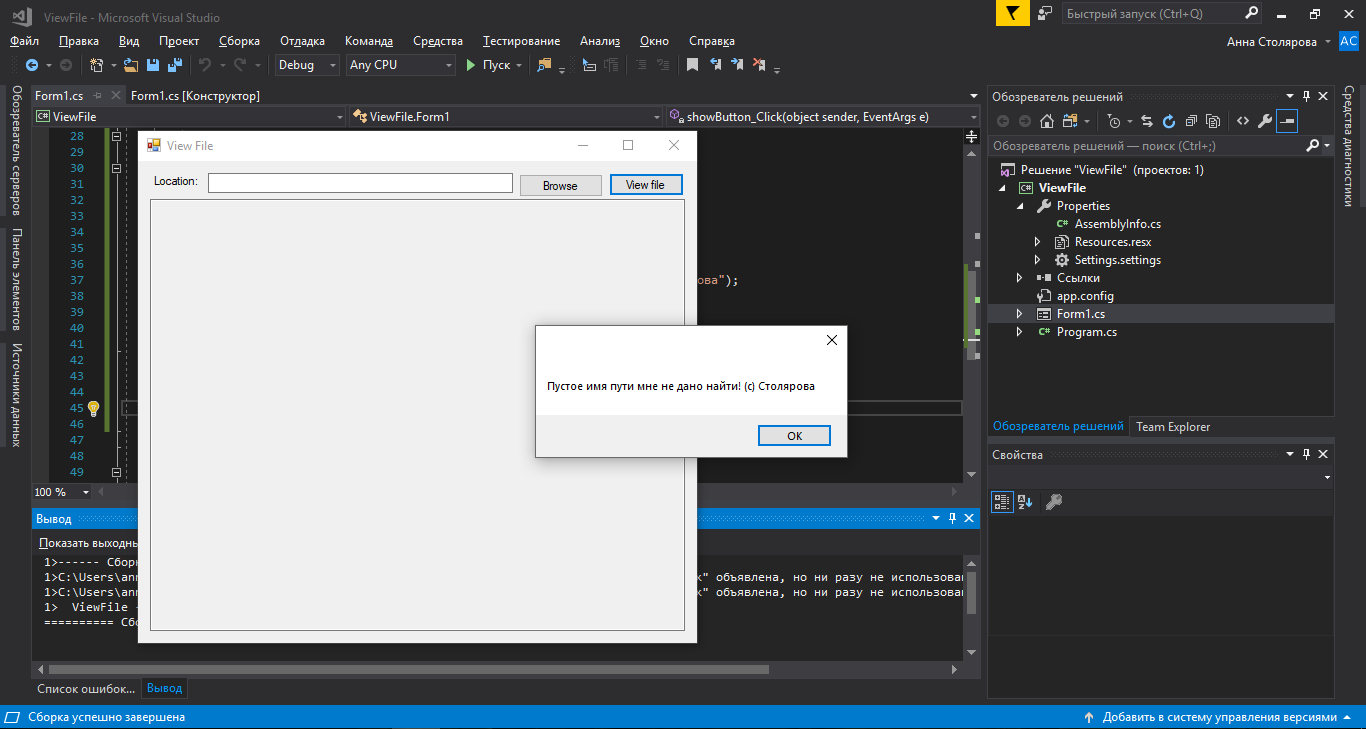 ViewFile - Microsoft Visual Studio
Быстрый запуск (Ctrl+Q)
Файл Правка Вид Проект Сборка Отладка Команда Средства Тестирование Анализ Окно Справка
Анна Столярова AC
Debug Any CPU Пуск
Обозреватель серверов
Панель элементов
Источники данных
Form1.cs Form1.cs [Конструктор]
C# ViewFile ViewFile.Form1 showButton_Click(object sender, EventArgs e)
28
29
30
31
32
33
34
35
36
37
38
39
40
41
42
43
44
45
46
47
48
49
ова");
100 %
View File
Location: Browse View file
Пустое имя пути мне не дано найти! (с) Столярова
OK
Вывод
Показать выходны
1>------ Сборк
1>C:\Users\ann " объявлена, но ни разу не использован
1>C:\Users\ann " объявлена, но ни разу не использован
1> ViewFile -
========== Сбо
Список ошибок... Вывод
Обозреватель решений
Обозреватель решений — поиск (Ctrl+;)
Решение "ViewFile" (проектов: 1)
C# ViewFile
Properties
C# AssemblyInfo.cs
Resources.resx
Settings.settings
Ссылки
app.config
Form1.cs
C# Program.cs
Обозреватель решений Team Explorer
Свойства
Средства диагностики
Сборка успешно завершена
Добавить в систему управления версиями